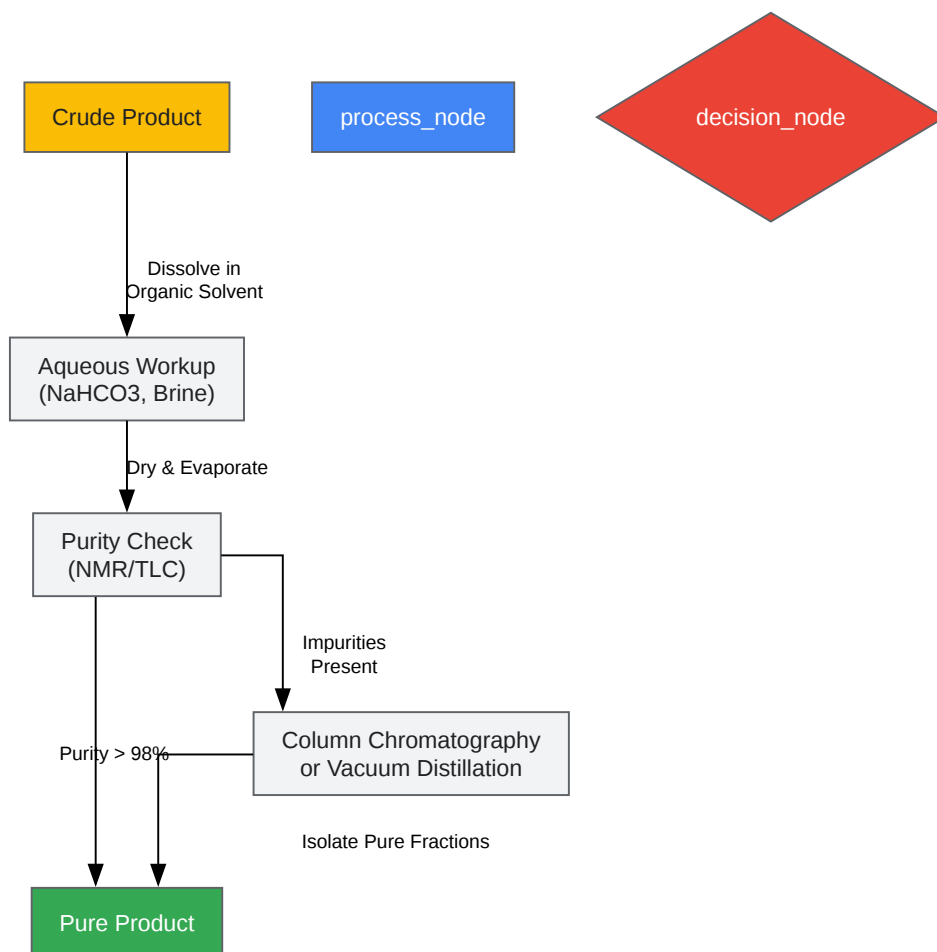 Crude Product
process_node
decision_node
Dissolve in
Organic Solvent
Aqueous Workup
(NaHCO3, Brine)
Dry & Evaporate
Purity Check
(NMR/TLC)
Impurities
Present
Column Chromatography
or Vacuum Distillation
Purity > 98%
Isolate Pure Fractions
Pure Product